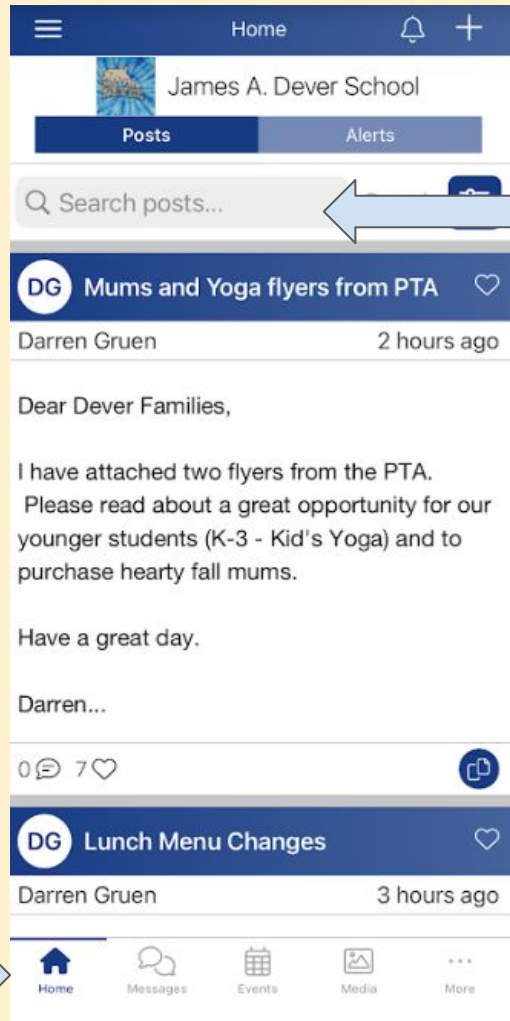 Home
James A. Dever School
Posts Alerts
Search posts...
DG Mums and Yoga flyers from PTA
Darren Gruen 2 hours ago
Dear Dever Families,
I have attached two flyers from the PTA.
Please read about a great opportunity for our
younger students (K-3 - Kid's Yoga) and to
purchase hearty fall mums.
Have a great day.
Darren...
0 7
DG Lunch Menu Changes
Darren Gruen 3 hours ago
Home Messages Events Media More